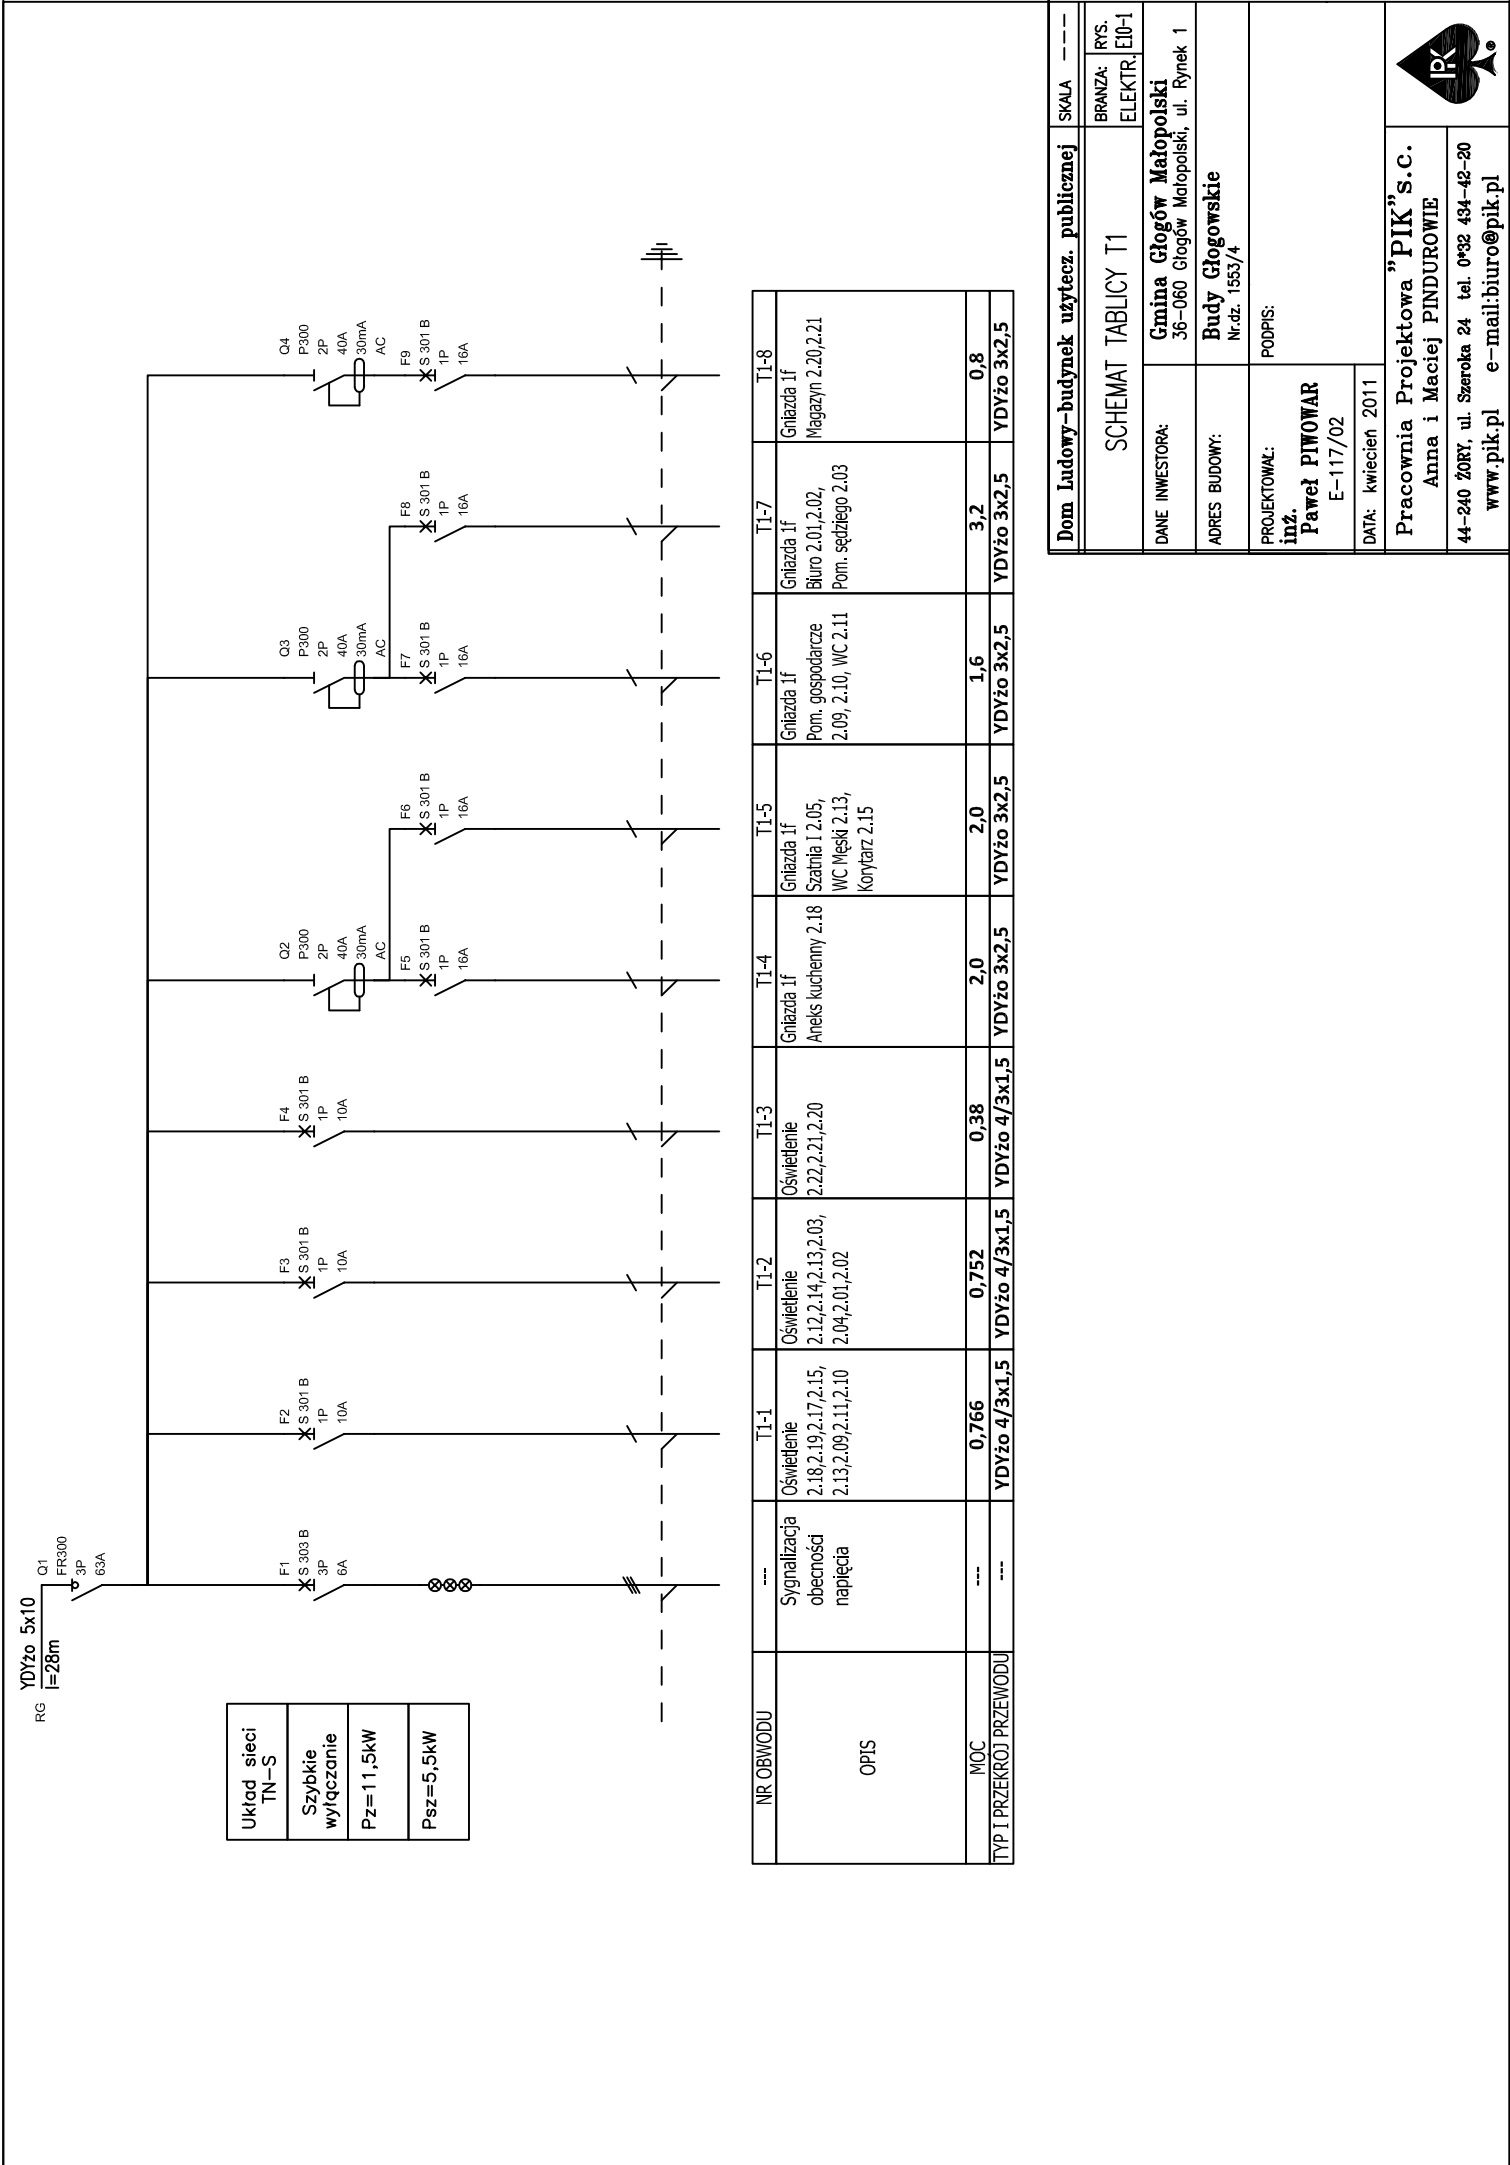 RG
YDYżo 5x10
l=28m
Q1
FR300
3P
63A
Układ sieci
TN-S
Szybkie
wyłączanie
Pz=11,5kW
Psz=5,5kW
F1
S 303 B
3P
6A
F2
S 301 B
1P
10A
F3
S 301 B
1P
10A
F4
S 301 B
1P
10A
Q2
P300
2P
40A
30mA
AC
F5
S 301 B
1P
16A
F6
S 301 B
1P
16A
Q3
P300
2P
40A
30mA
AC
F7
S 301 B
1P
16A
F8
S 301 B
1P
16A
Q4
P300
2P
40A
30mA
AC
F9
S 301 B
1P
16A
NR OBWODU
---
T1-1
T1-2
T1-3
T1-4
T1-5
T1-6
T1-7
T1-8
OPIS
Sygnalizacja
obecności
napięcia
Oświetlenie
2.18,2.19,2.17,2.15,
2.13,2.09,2.11,2.10
Oświetlenie
2.12,2.14,2.13,2.03,
2.04,2.01,2.02
Oświetlenie
2.22,2.21,2.20
Gniazda 1f
Aneks kuchenny 2.18
Gniazda 1f
Szatnia I 2.05,
WC Męski 2.13,
Korytarz 2.15
Gniazda 1f
Pom. gospodarcze
2.09, 2.10, WC 2.11
Gniazda 1f
Biuro 2.01,2.02,
Pom. sędziego 2.03
Gniazda 1f
Magazyn 2.20,2.21
MOC
---
0,766
0,752
0,38
2,0
2,0
1,6
3,2
0,8
TYP I PRZEKRÓJ PRZEWODU
---
YDYżo 4/3x1,5
YDYżo 4/3x1,5
YDYżo 4/3x1,5
YDYżo 3x2,5
YDYżo 3x2,5
YDYżo 3x2,5
YDYżo 3x2,5
YDYżo 3x2,5
Dom Ludowy-budynek użytecz. publicznej
SKALA ---
SCHEMAT TABLICY T1
BRANŻA:
ELEKTR.
RYS.
E10-1
DANE INWESTORA:
Gmina Głogów Małopolski
36-060 Głogów Małopolski, ul. Rynek 1
ADRES BUDOWY:
Budy Głogowskie
Nr.dz. 1553/4
PROJEKTOWAŁ:
inż.
Paweł PIWOWAR
E-117/02
PODPIS:
DATA: kwiecień 2011
Pracownia Projektowa "PIK"s.c.
Anna i Maciej PINDUROWIE
44-240 ŻORY, ul. Szeroka 24 tel. 0*32 434-42-20
www.pik.pl e-mail:biuro@pik.pl
PIK
®